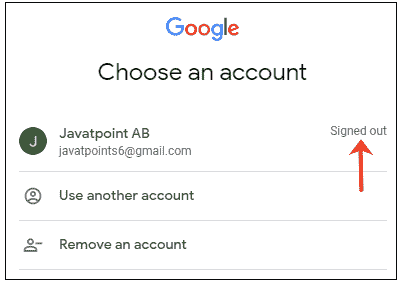 Google
Choose an account
J
Javatpoint AB
Signed out
javatpoints6@gmail.com
Use another account
Remove an account